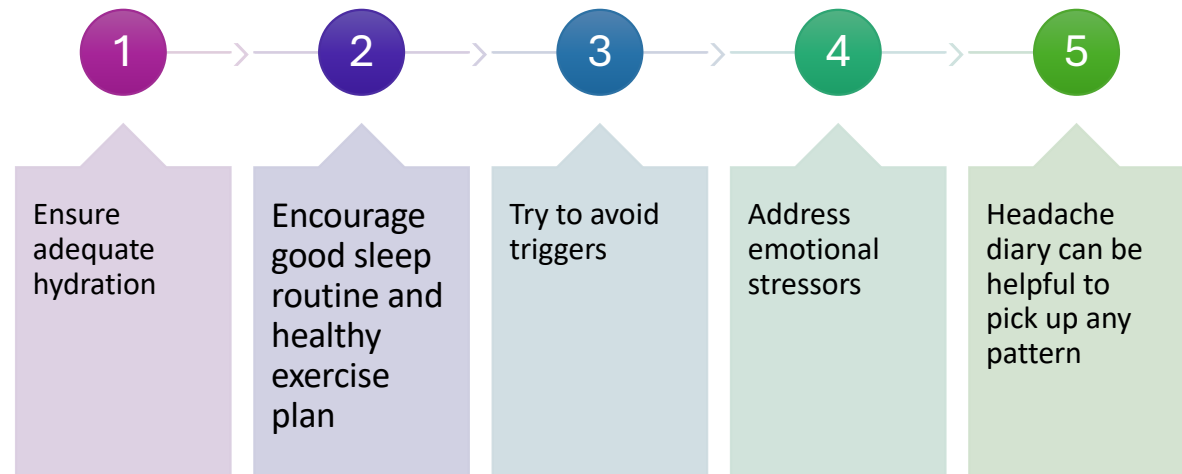 1
2
3
4
5
Ensure
adequate
hydration
Encourage
good sleep
routine and
healthy
exercise
plan
Try to avoid
triggers
Address
emotional
stressors
Headache
diary can be
helpful to
pick up any
pattern